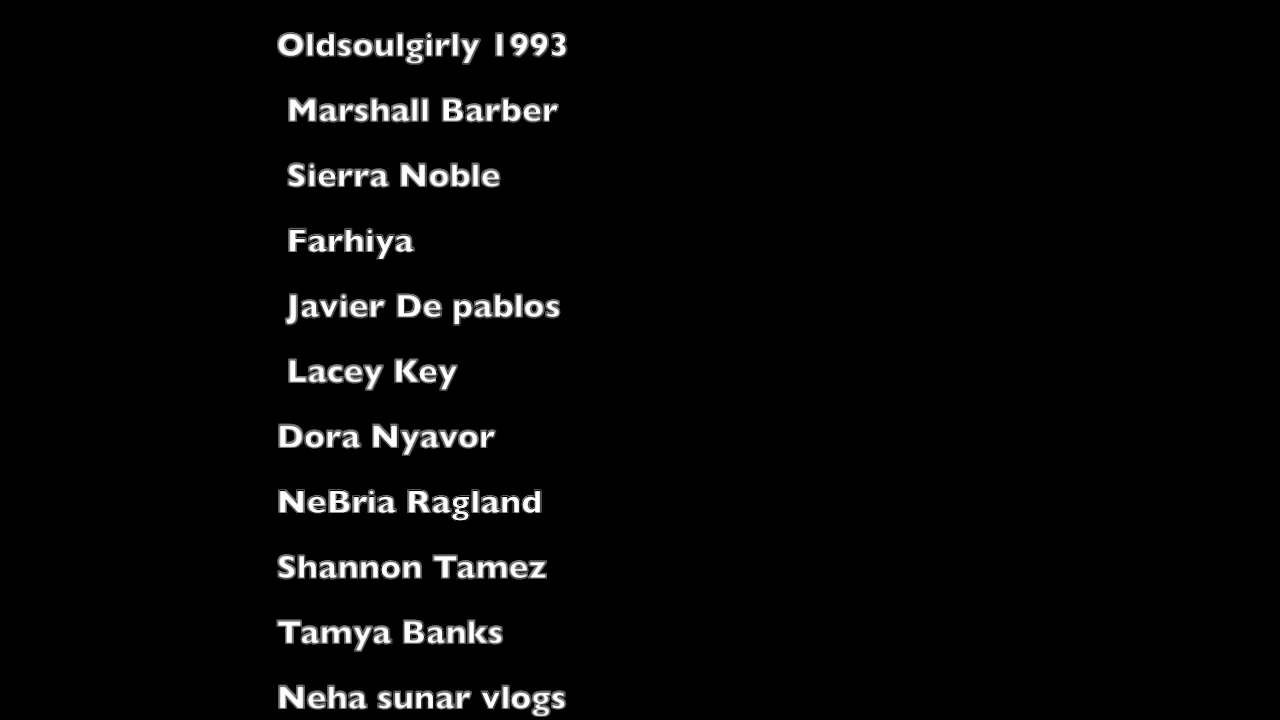 Oldsoulgirly 1993
Marshall Barber
Sierra Noble
Farhiya
Javier De pablos
Lacey Key
Dora Nyavor
NeBria Ragland
Shannon Tamez
Tamya Banks
Neha sunar vlogs